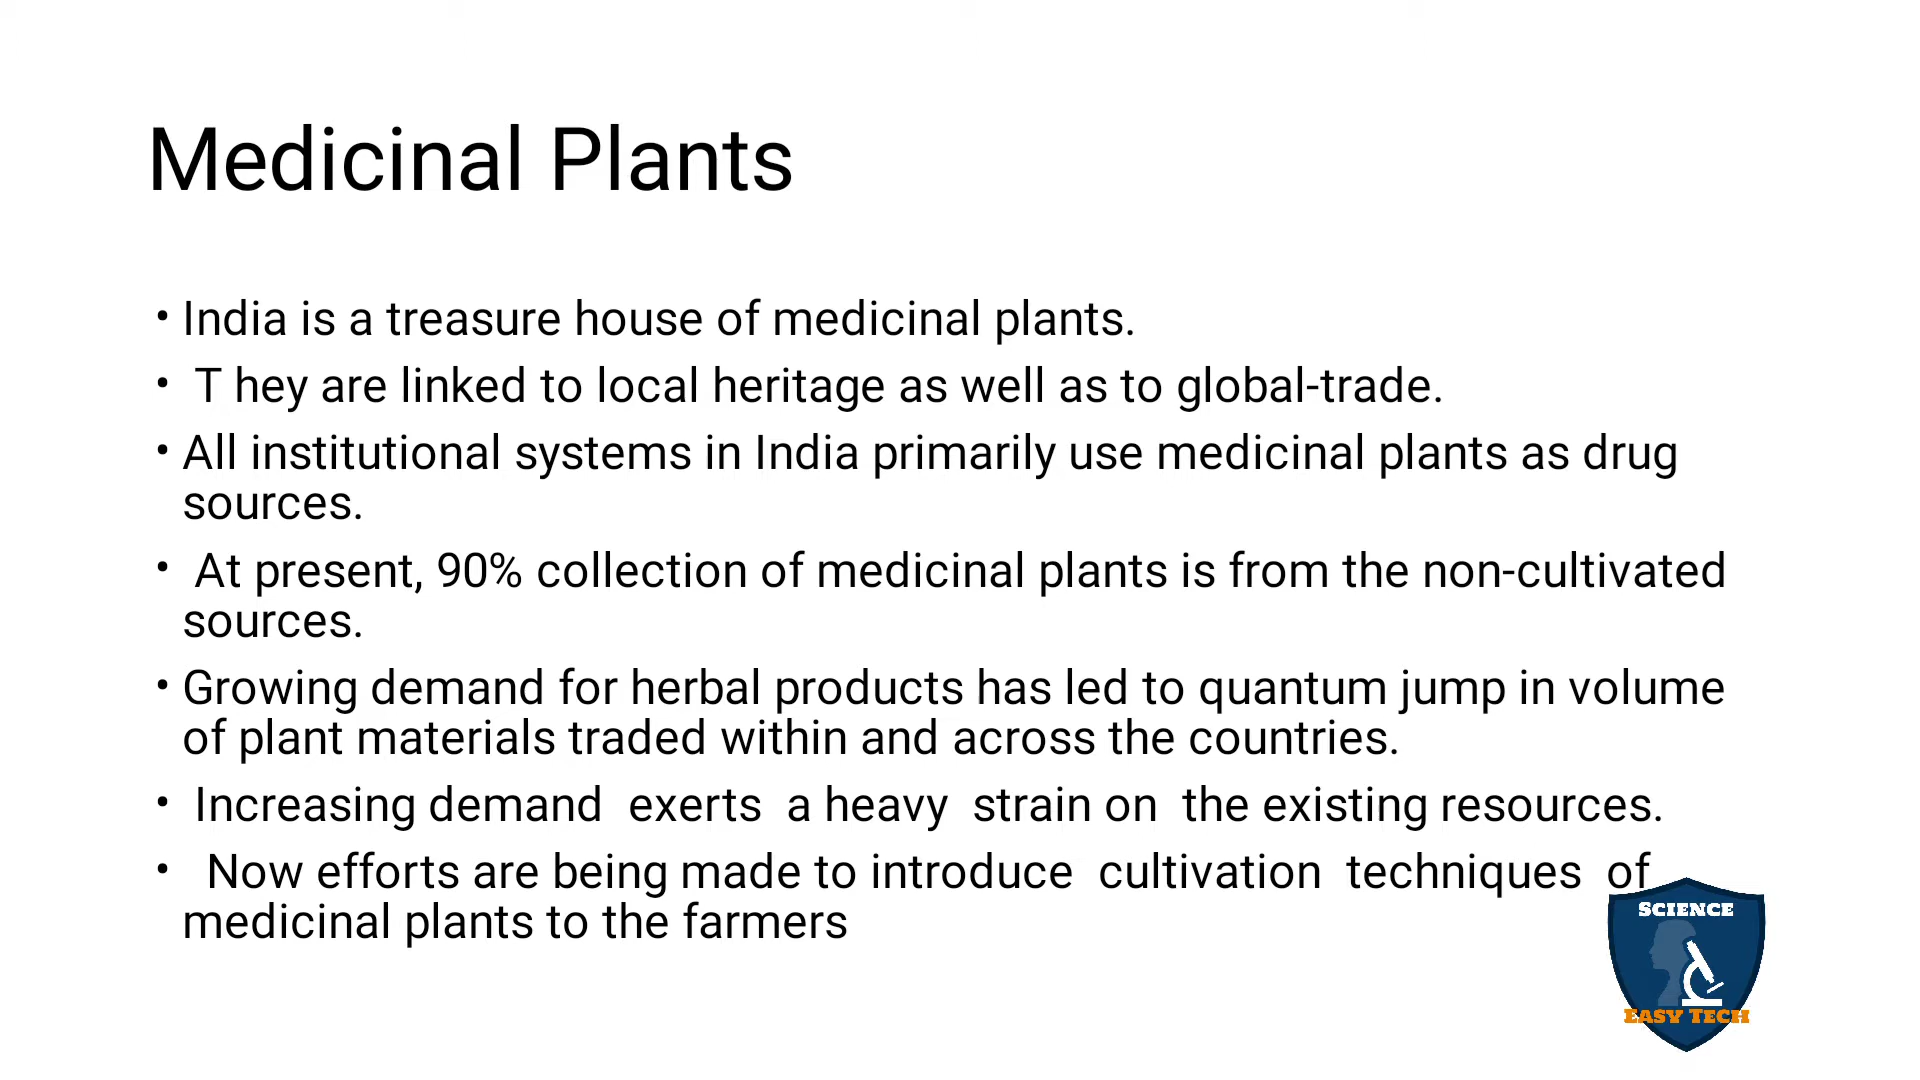 Medicinal Plants
• India is a treasure house of medicinal plants.
• T hey are linked to local heritage as well as to global-trade.
• All institutional systems in India primarily use medicinal plants as drug
sources.
• At present, 90% collection of medicinal plants is from the non-cultivated
sources.
• Growing demand for herbal products has led to quantum jump in volume
of plant materials traded within and across the countries.
• Increasing demand  exerts  a heavy  strain on  the existing resources.
• Now efforts are being made to introduce  cultivation  techniques  of
medicinal plants to the farmers
SCIENCE
EASY TECH